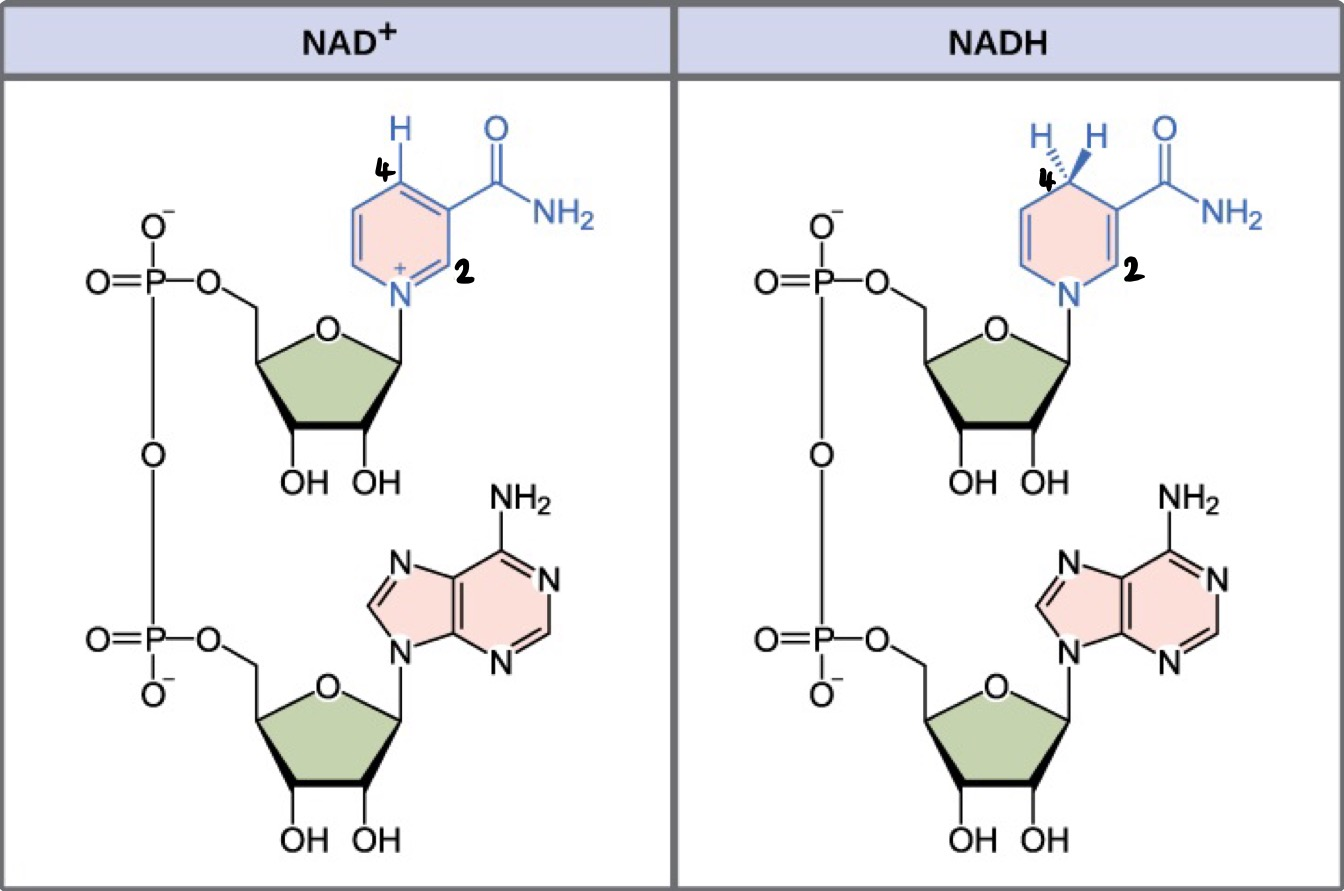 NAD⁺ NADH
H O H H O
4 4
NH₂ NH₂
O⁻ O⁻
+ 2 2
O=P–O N O=P–O N
O O
O O
OH OH OH OH
NH₂ NH₂
N N N N
O=P–O N N O=P–O N N
O⁻ O O⁻ O
OH OH OH OH